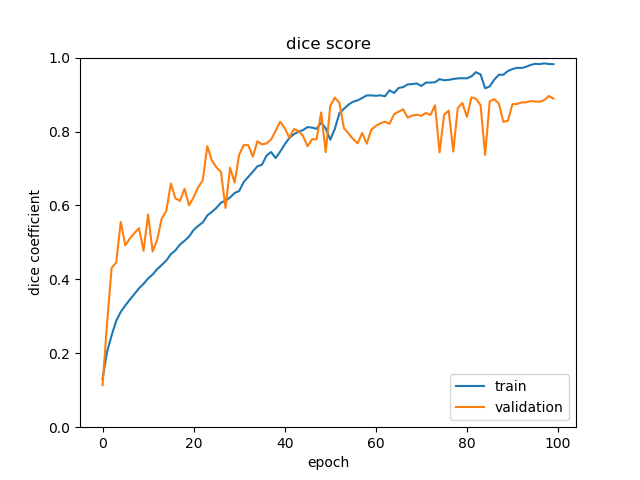 dice score
dice coefficient
1.0
0.8
0.6
0.4
0.2
0.0
0 20 40 60 80 100
epoch
train
validation